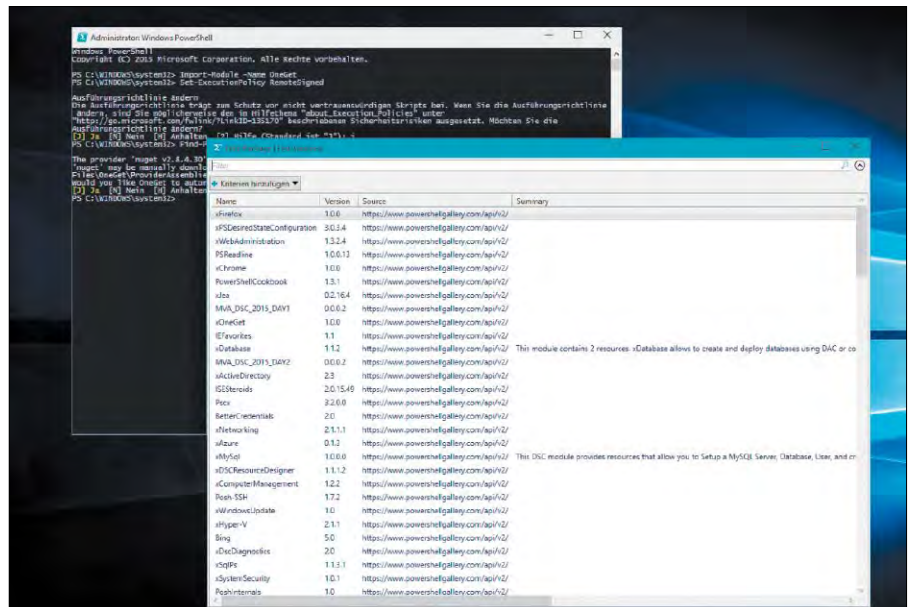 Administrator: Windows PowerShell
Windows PowerShell
Copyright (C) 2015 Microsoft Corporation. Alle Rechte vorbehalten.
PS C:\WINDOWS\system32> Import-Module -Name OneGet
PS C:\WINDOWS\system32> Set-ExecutionPolicy RemoteSigned
Ausführungsrichtlinie ändern
Die Ausführungsrichtlinie trägt zum Schutz vor nicht vertrauenswürdigen Skripts bei. Wenn Sie die Ausführungsrichtlinie
ändern, sind Sie möglicherweise den im Hilfethema "about_Execution_Policies" unter
"http://go.microsoft.com/fwlink/?LinkID=135170" beschriebenen Sicherheitsrisiken ausgesetzt. Möchten Sie die
Ausführungsrichtlinie ändern?
[J] Ja [N] Nein [H] Anhalten [?] Hilfe (Standard ist "J"): j
PS C:\WINDOWS\system32> Find-P
The provider 'nuget v2.8.4.30'
'nuget' may be manually downlo
Files\OneGet\ProviderAssemblie
Would you like OneGet to autom
[J] Ja [N] Nein [H] Anhalten
PS C:\WINDOWS\system32>
Filter
Kriterien hinzufügen
Name Version Source Summary
xFirefox 1.0.0 https://www.powershellgallery.com/api/v2/
xPSDesiredStateConfiguration 3.0.3.4 https://www.powershellgallery.com/api/v2/
xWebAdministration 1.3.2.4 https://www.powershellgallery.com/api/v2/
PSReadline 1.0.0.13 https://www.powershellgallery.com/api/v2/
xChrome 1.0.0 https://www.powershellgallery.com/api/v2/
PowerShellCookbook 1.3.1 https://www.powershellgallery.com/api/v2/
xJea 0.2.16.4 https://www.powershellgallery.com/api/v2/
MVA_DSC_2015_DAY1 0.0.0.2 https://www.powershellgallery.com/api/v2/
xOneGet 1.0.0 https://www.powershellgallery.com/api/v2/
IEFavorites 1.1 https://www.powershellgallery.com/api/v2/
xDatabase 1.1.2 https://www.powershellgallery.com/api/v2/ This module contains 2 resources. xDatabase allows to create and deploy databases using DAC or co
MVA_DSC_2015_DAY2 0.0.0.2 https://www.powershellgallery.com/api/v2/
xActiveDirectory 2.3 https://www.powershellgallery.com/api/v2/
ISESteroids 2.0.15.49 https://www.powershellgallery.com/api/v2/
Pscx 3.2.0.0 https://www.powershellgallery.com/api/v2/
BetterCredentials 2.0 https://www.powershellgallery.com/api/v2/
xNetworking 2.1.1.1 https://www.powershellgallery.com/api/v2/
xAzure 0.1.3 https://www.powershellgallery.com/api/v2/
xMySql 1.0.0.0 https://www.powershellgallery.com/api/v2/ This DSC module provides resources that allow you to Setup a MySQL Server, Database, User, and cr
xDSCResourceDesigner 1.1.1.2 https://www.powershellgallery.com/api/v2/
xComputerManagement 1.2.2 https://www.powershellgallery.com/api/v2/
Posh-SSH 1.7.2 https://www.powershellgallery.com/api/v2/
xWindowsUpdate 1.0 https://www.powershellgallery.com/api/v2/
xHyper-V 2.1.1 https://www.powershellgallery.com/api/v2/
Bing 5.0 https://www.powershellgallery.com/api/v2/
xDscDiagnostics 2.0 https://www.powershellgallery.com/api/v2/
xSqlPs 1.1.3.1 https://www.powershellgallery.com/api/v2/
xSystemSecurity 1.0.1 https://www.powershellgallery.com/api/v2/
PoshInternals 1.0 https://www.powershellgallery.com/api/v2/